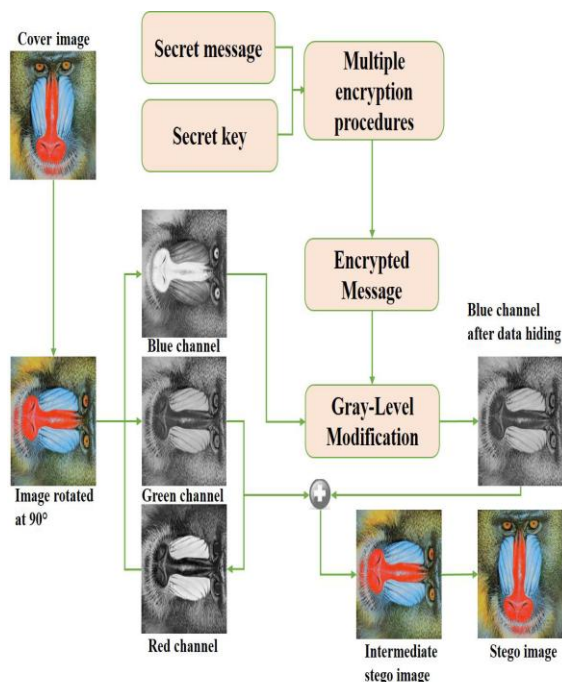 Cover image
Secret message
Secret key
Multiple
encryption
procedures
Encrypted
Message
Blue channel
Blue channel
after data hiding
Gray-Level
Modification
Image rotated
at 90°
Green channel
Red channel
Intermediate
stego image
Stego image